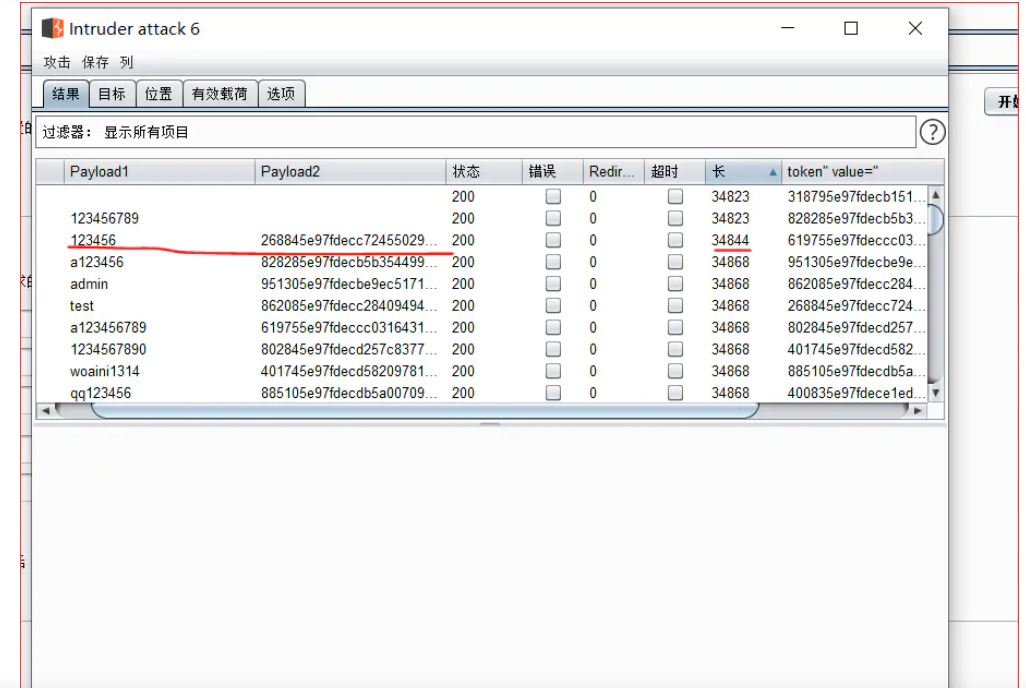 Intruder attack 6
攻击 保存 列
结果 目标 位置 有效载荷 选项
开始
过滤器： 显示所有项目 ?
Payload1 Payload2 状态 错误 Redir... 超时 长 token" value="
200 0 34823 318795e97fdecb151...
123456789 200 0 34823 828285e97fdecb5b3...
123456 268845e97fdecc72455029... 200 0 34844 619755e97fdeccc03...
a123456 828285e97fdecb5b354499... 200 0 34868 951305e97fdecbe9e...
admin 951305e97fdecbe9ec5171... 200 0 34868 862085e97fdecc284...
test 862085e97fdecc28409494... 200 0 34868 268845e97fdecc724...
a123456789 619755e97fdeccc0316431... 200 0 34868 802845e97fdecd257...
1234567890 802845e97fdecd257c8377... 200 0 34868 401745e97fdecd582...
woaini1314 401745e97fdecd58209781... 200 0 34868 885105e97fdecdb5a...
qq123456 885105e97fdecdb5a00709... 200 0 34868 400835e97fdece1ed...